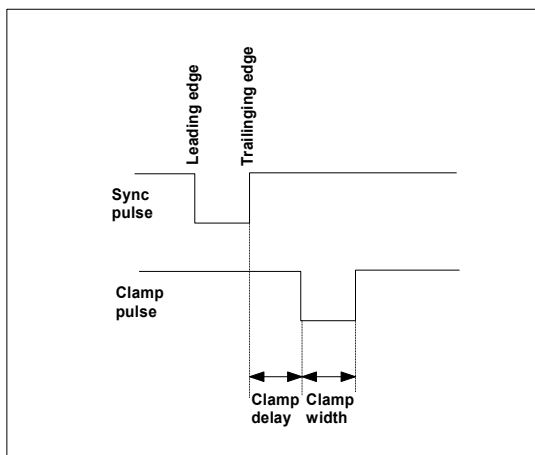 Leading edge
Trailinging edge
Sync
pulse
Clamp
pulse
Clamp delay
Clamp width